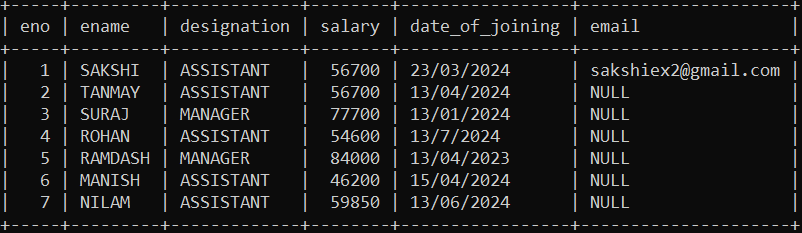 +-----+---------+-------------+--------+-----------------+---------------------+
| eno | ename   | designation | salary | date_of_joining | email               |
+-----+---------+-------------+--------+-----------------+---------------------+
|   1 | SAKSHI  | ASSISTANT   |  56700 | 23/03/2024      | sakshiex2@gmail.com |
|   2 | TANMAY  | ASSISTANT   |  56700 | 13/04/2024      | NULL                |
|   3 | SURAJ   | MANAGER     |  77700 | 13/01/2024      | NULL                |
|   4 | ROHAN   | ASSISTANT   |  54600 | 13/7/2024       | NULL                |
|   5 | RAMDASH | MANAGER     |  84000 | 13/04/2023      | NULL                |
|   6 | MANISH  | ASSISTANT   |  46200 | 15/04/2024      | NULL                |
|   7 | NILAM   | ASSISTANT   |  59850 | 13/06/2024      | NULL                |
+-----+---------+-------------+--------+-----------------+---------------------+